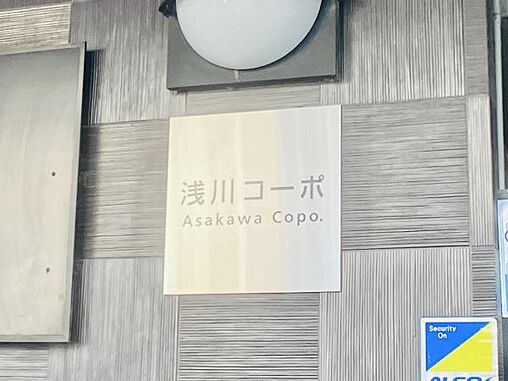 浅川コーポ
Asakawa Copo.
Security
On